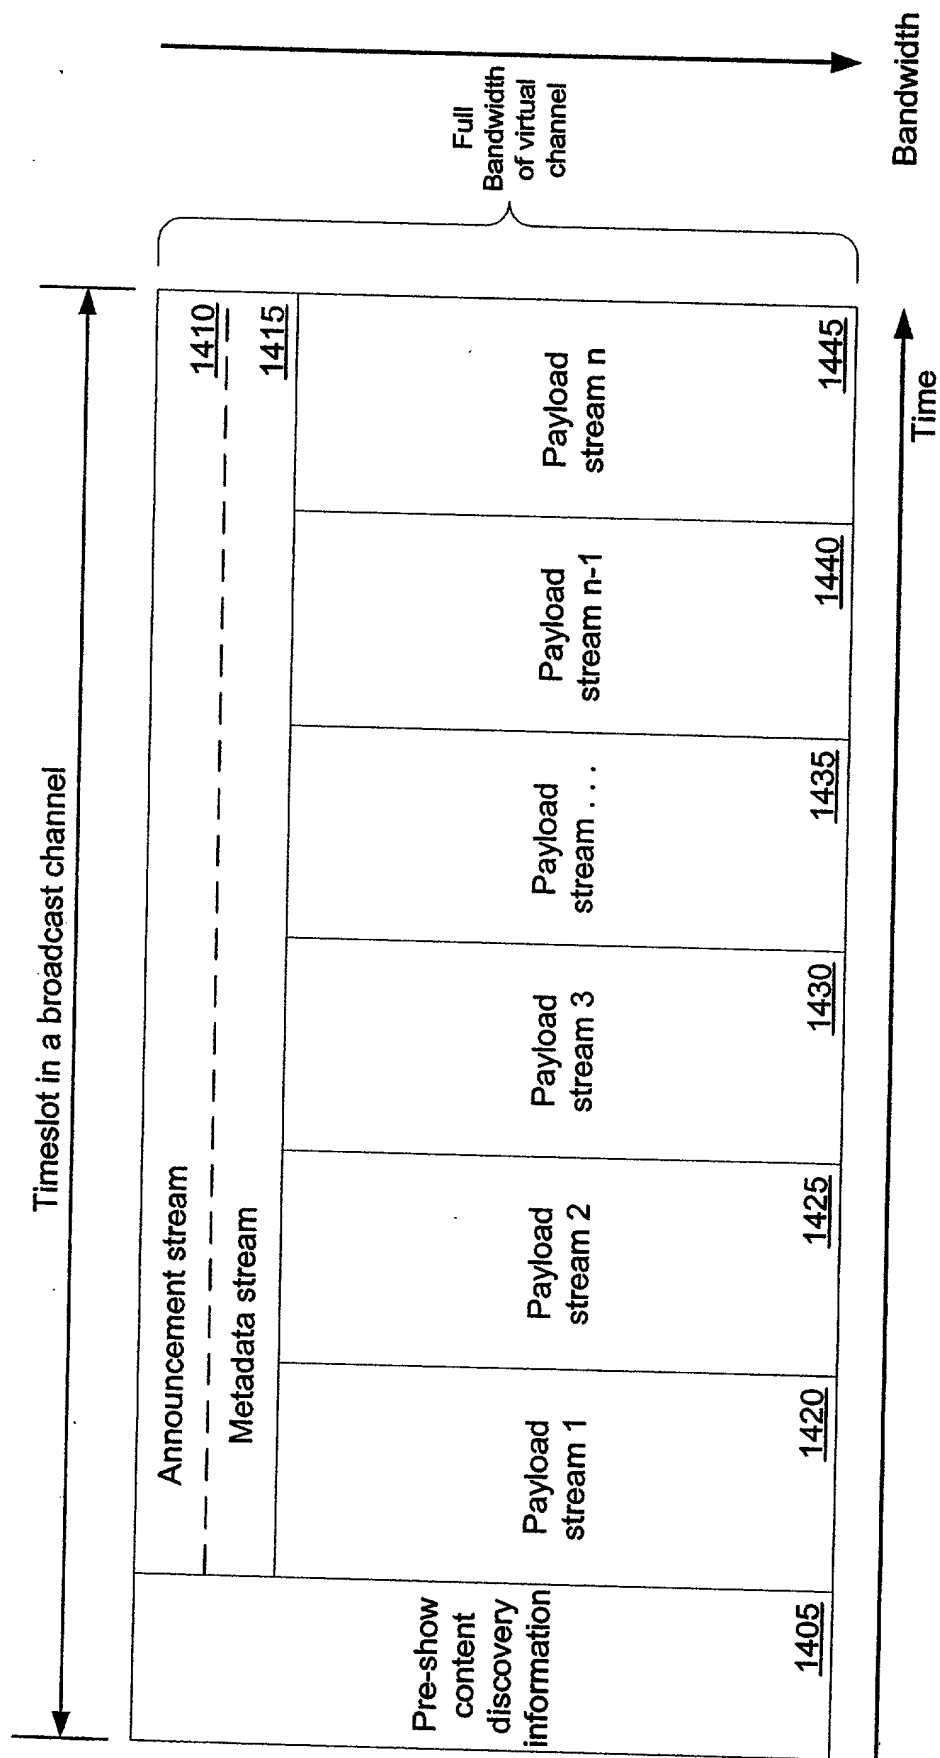 Timeslot in a broadcast channel
Pre-show
content
discovery
information
1405
Announcement stream
1410
Metadata stream
1415
Payload
stream 1
1420
Payload
stream 2
1425
Payload
stream 3
1430
Payload
stream . . .
1435
Payload
stream n-1
1440
Payload
stream n
1445
Full
Bandwidth
of virtual
channel
Time
Bandwidth